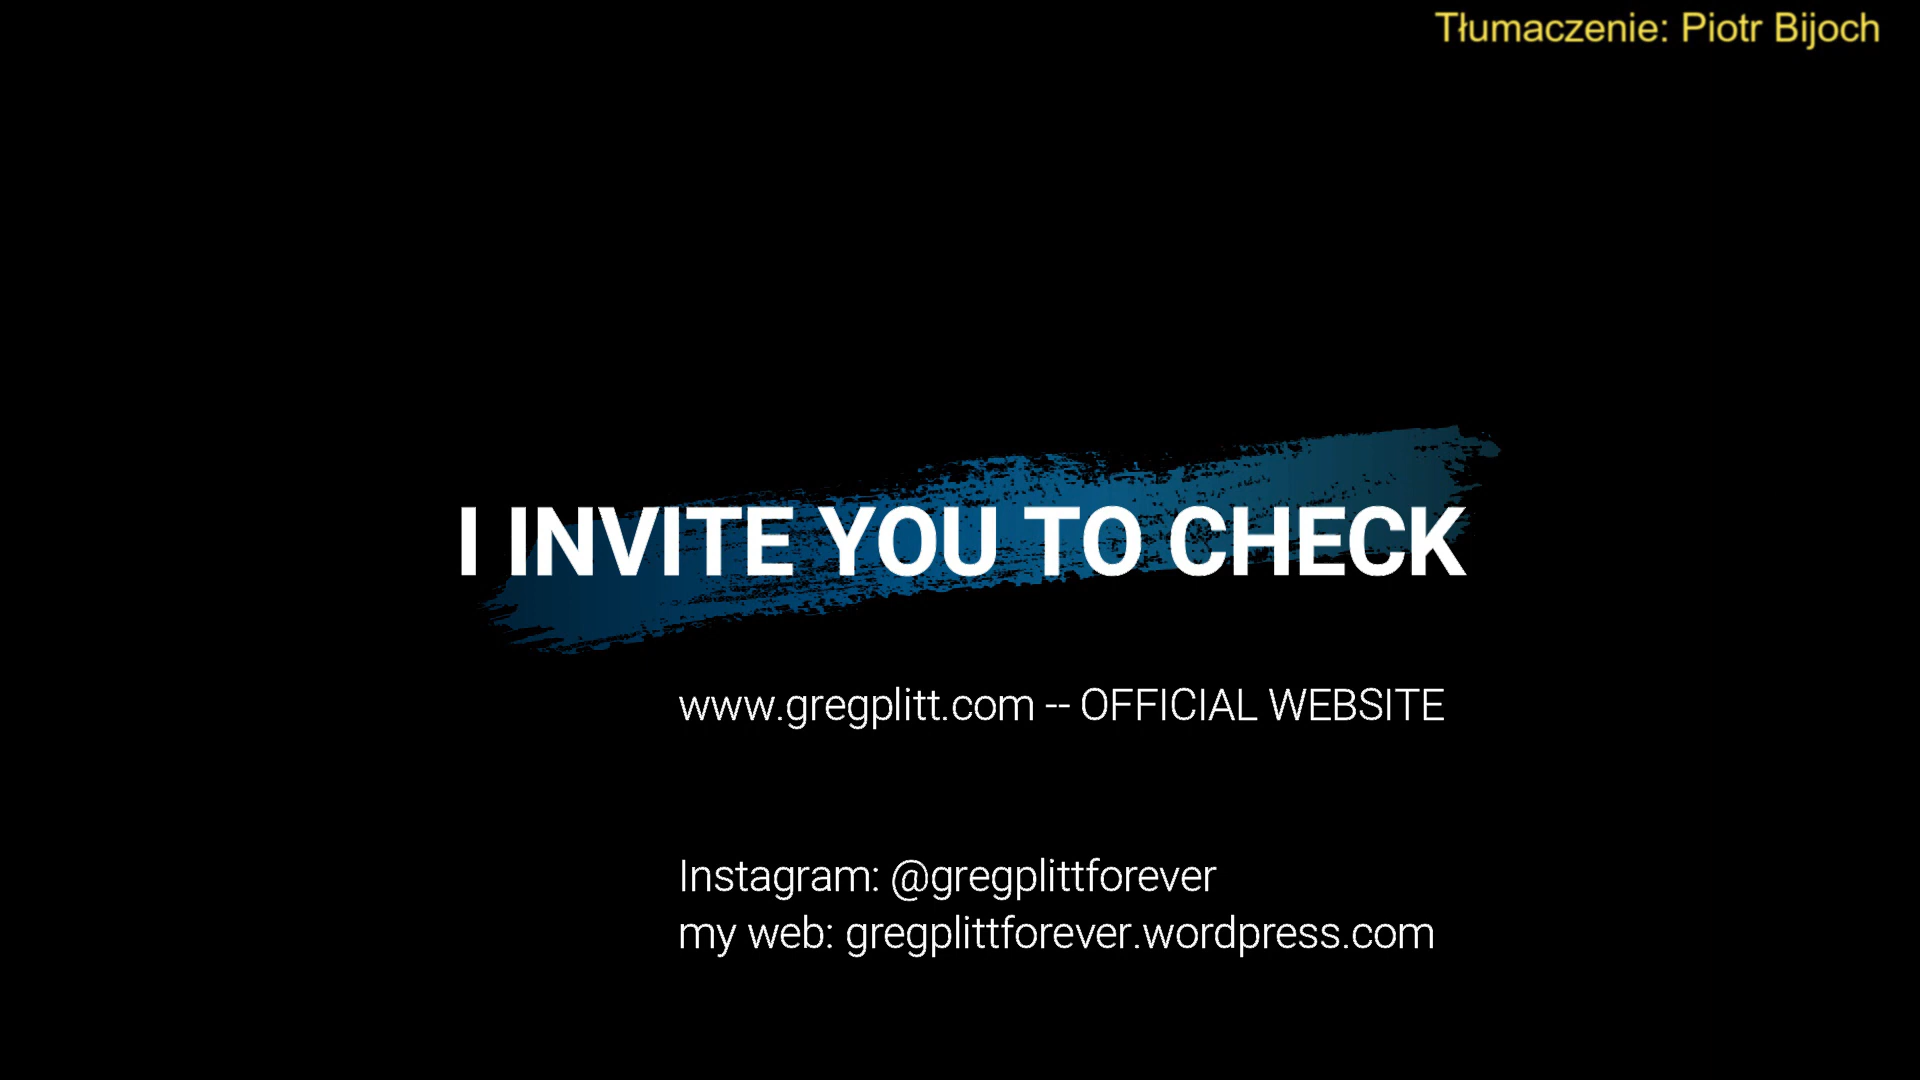 Tłumaczenie: Piotr Bijoch
I INVITE YOU TO CHECK
www.gregplitt.com -- OFFICIAL WEBSITE
Instagram: @gregplittforever
my web: gregplittforever.wordpress.com